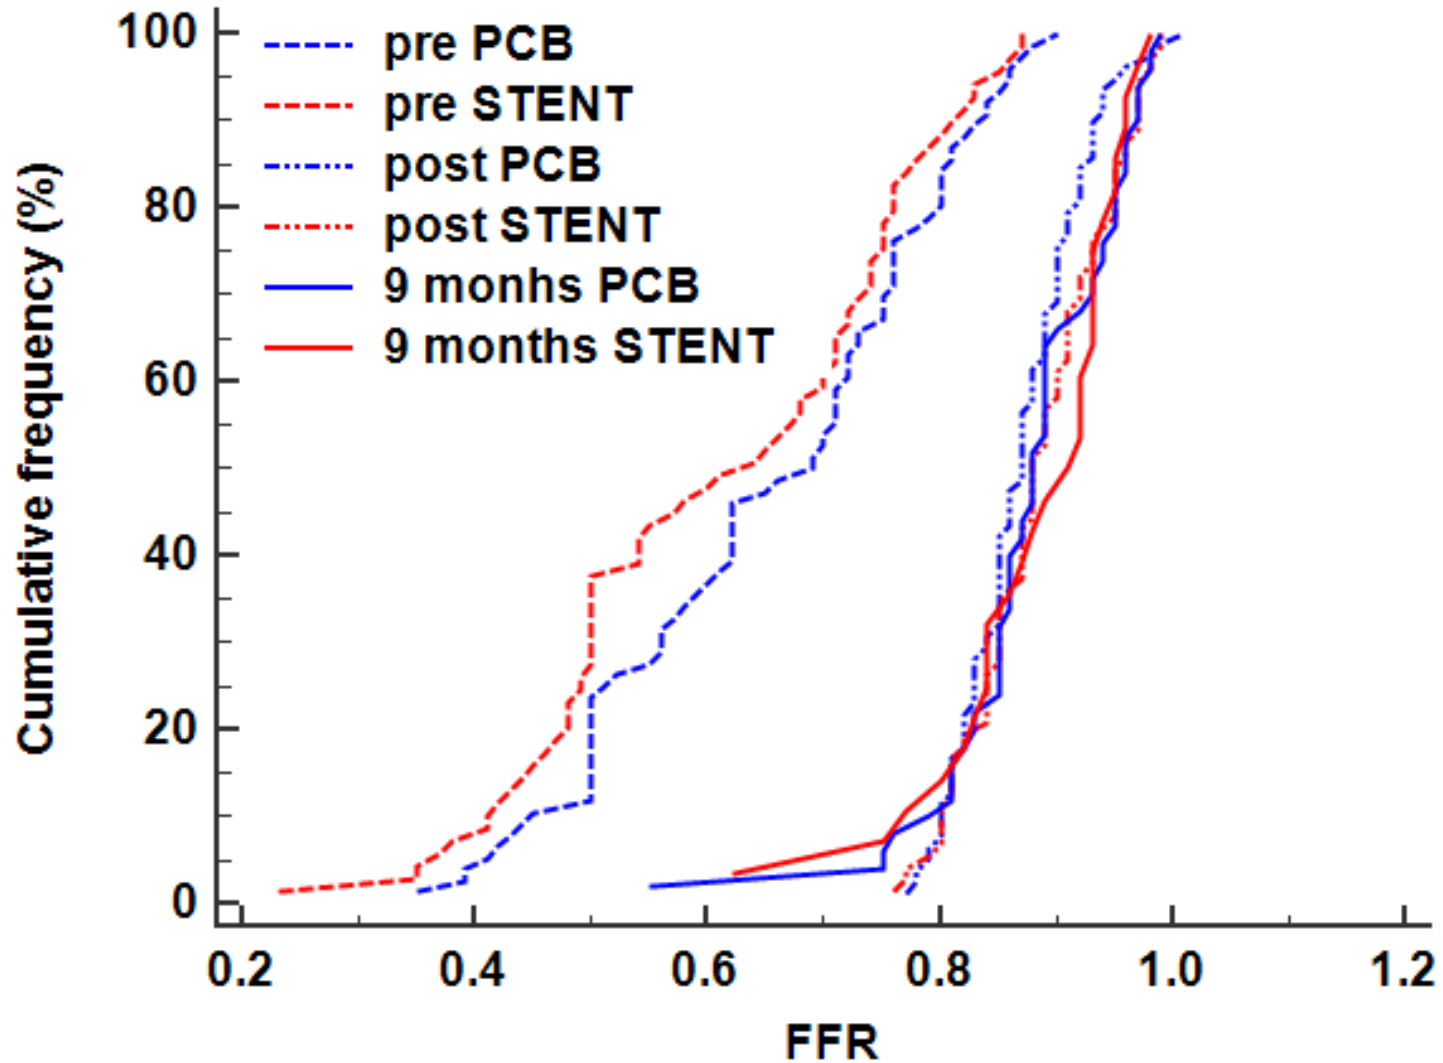 100
80
60
40
20
0
Cumulative frequency (%)
pre PCB
pre STENT
post PCB
post STENT
9 monhs PCB
9 months STENT
0.2 0.4 0.6 0.8 1.0 1.2
FFR